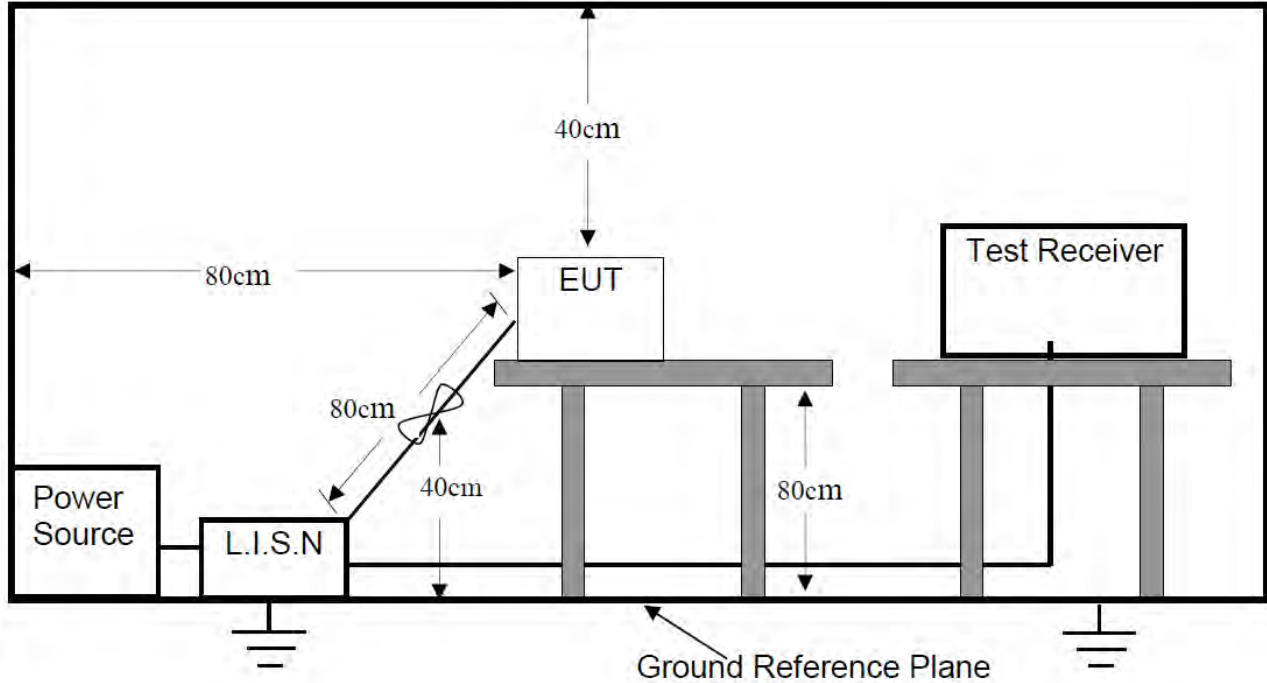 40cm
80cm
EUT
Test Receiver
80cm
40cm
80cm
Power
Source
L.I.S.N
Ground Reference Plane